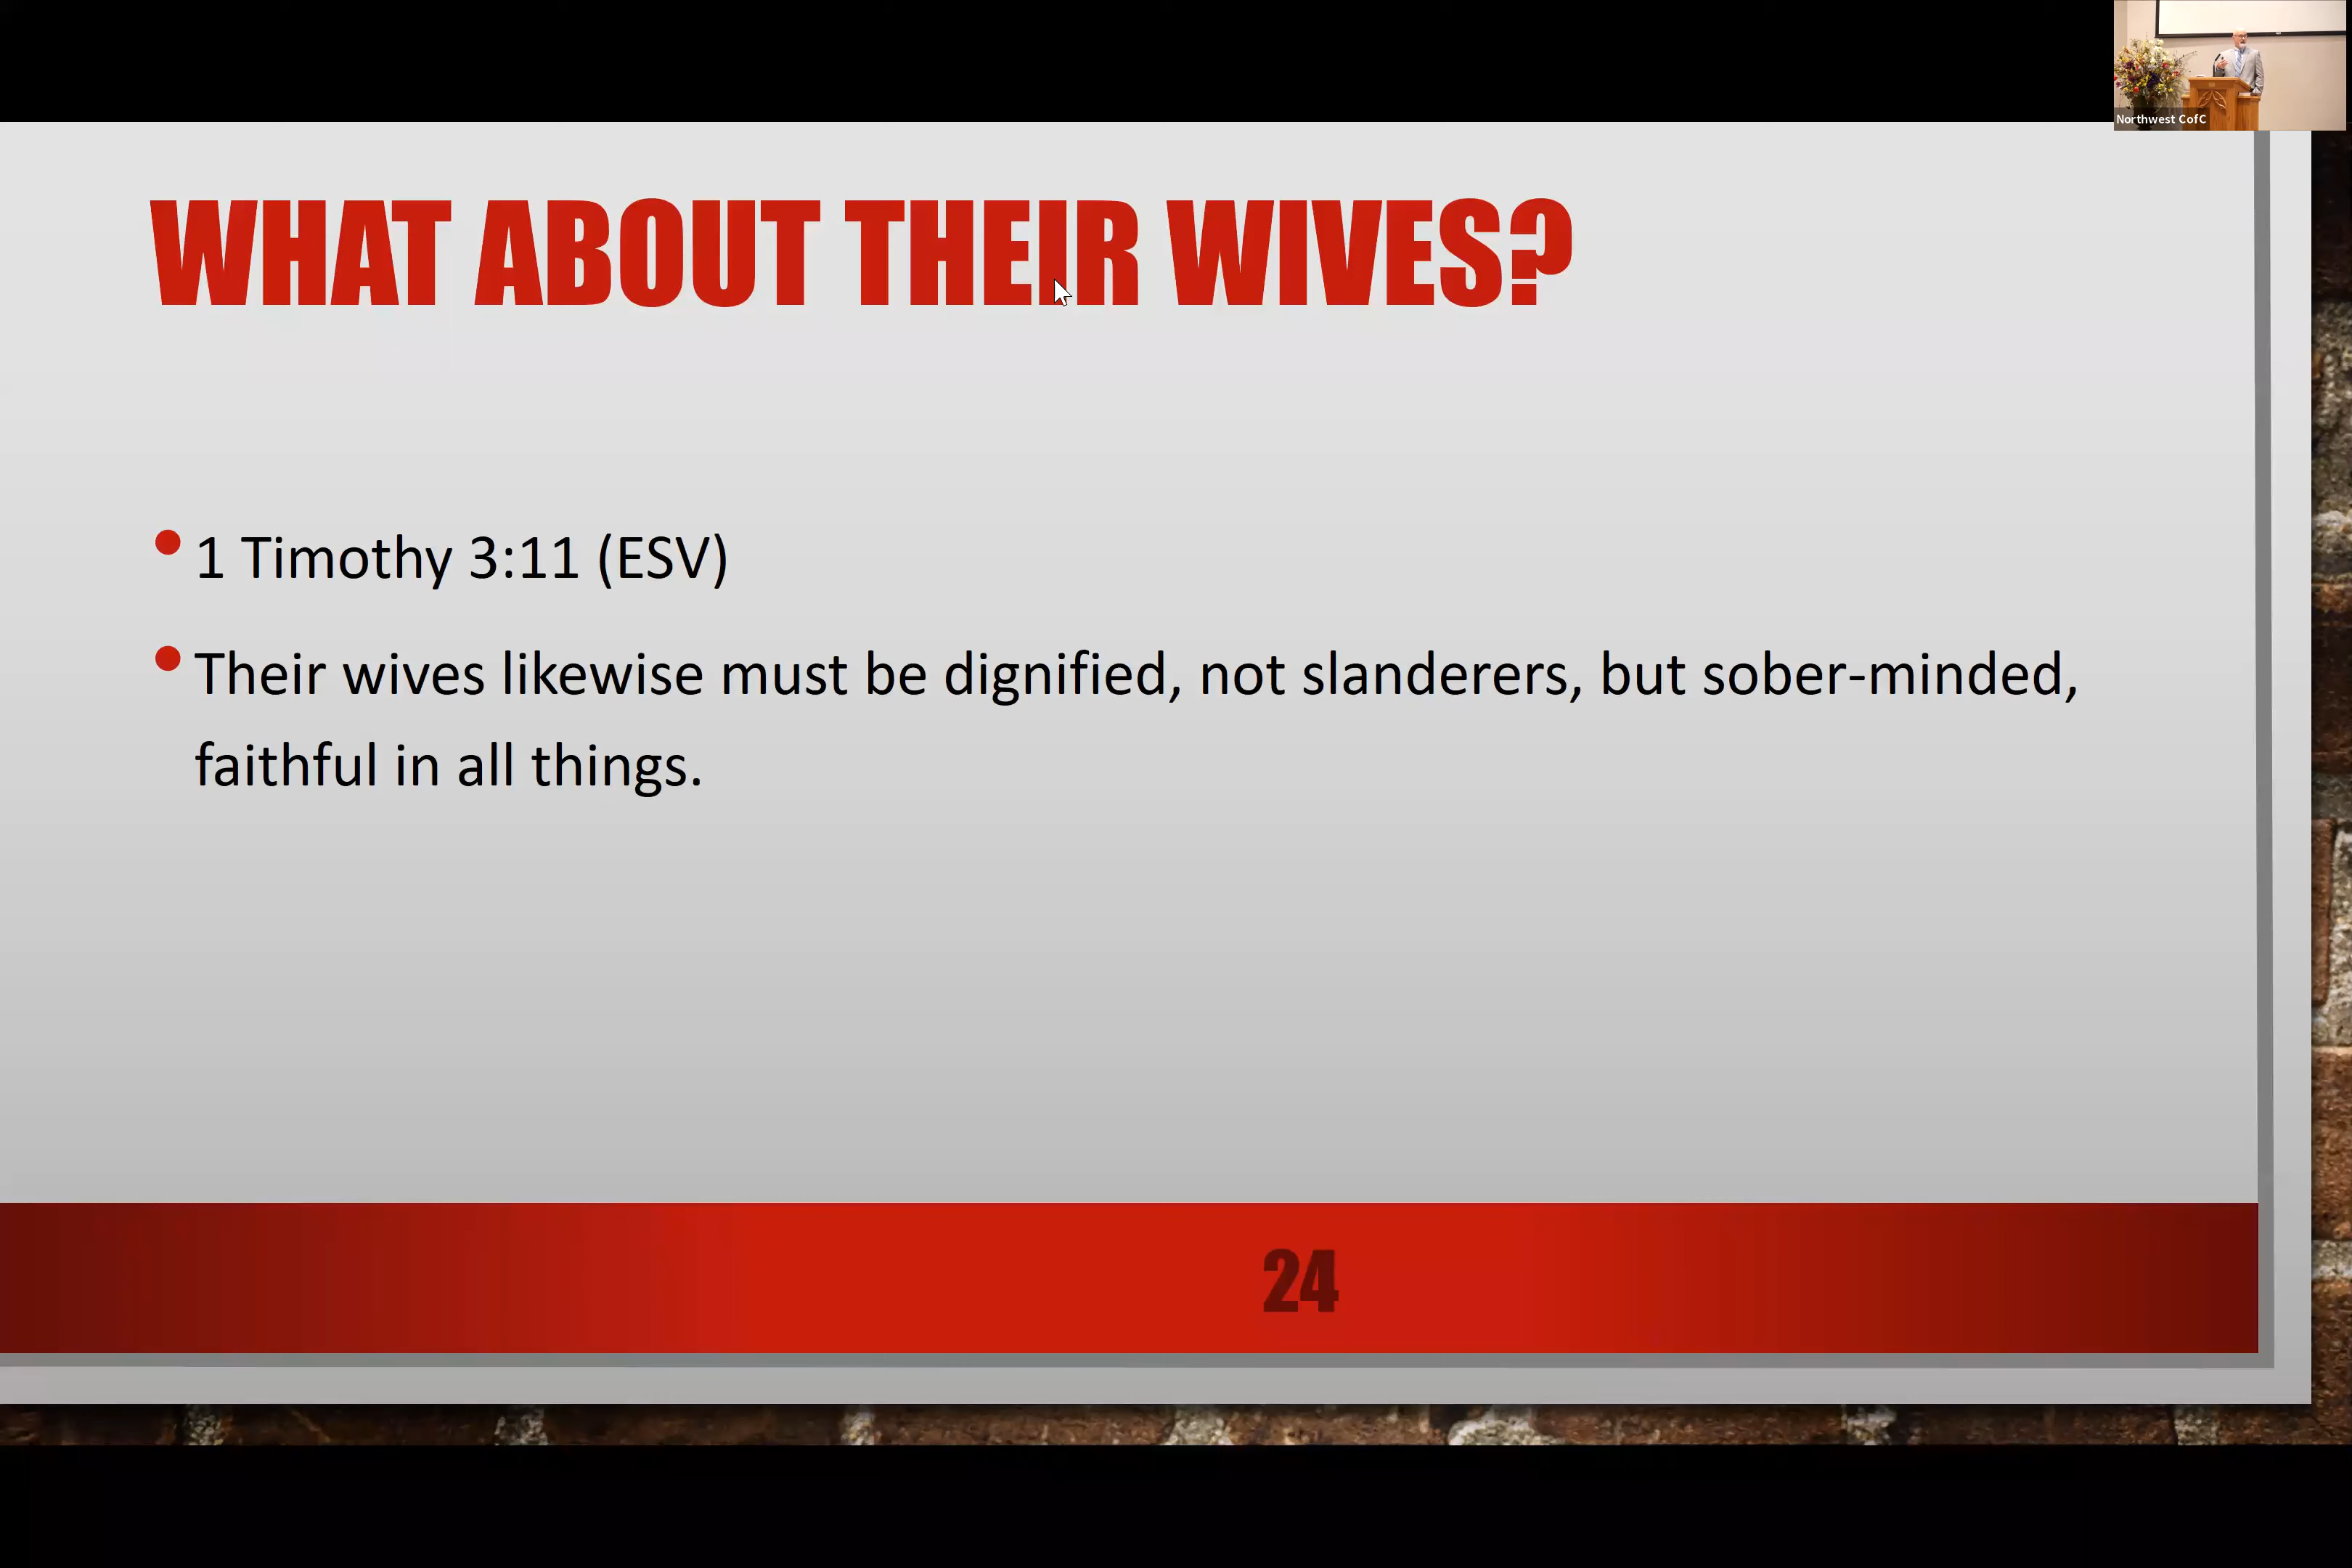 Northwest CofC
WHAT ABOUT THEIR WIVES?
• 1 Timothy 3:11 (ESV)
• Their wives likewise must be dignified, not slanderers, but sober-minded,
faithful in all things.
24